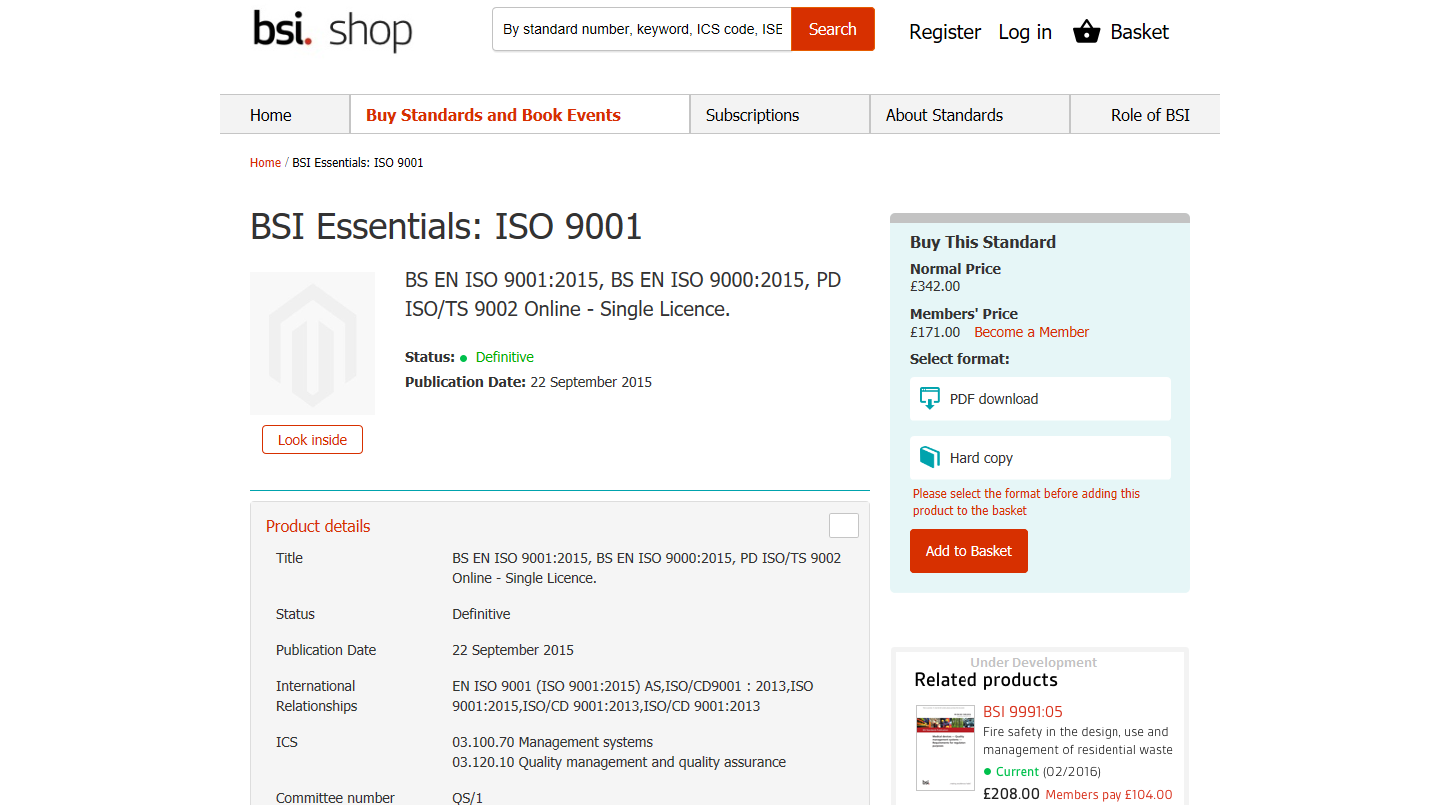 bsi. shop
By standard number, keyword, ICS code, ISE
Search
Register Log in Basket
Home
Buy Standards and Book Events
Subscriptions
About Standards
Role of BSI
Home / BSI Essentials: ISO 9001
BSI Essentials: ISO 9001
BS EN ISO 9001:2015, BS EN ISO 9000:2015, PD
ISO/TS 9002 Online - Single Licence.
Status: Definitive
Publication Date: 22 September 2015
Look inside
Product details
Title
BS EN ISO 9001:2015, BS EN ISO 9000:2015, PD ISO/TS 9002
Online - Single Licence.
Status
Definitive
Publication Date
22 September 2015
International
Relationships
EN ISO 9001 (ISO 9001:2015) AS,ISO/CD9001 : 2013,ISO
9001:2015,ISO/CD 9001:2013,ISO/CD 9001:2013
ICS
03.100.70 Management systems
03.120.10 Quality management and quality assurance
Committee number
QS/1
Buy This Standard
Normal Price
£342.00
Members' Price
£171.00 Become a Member
Select format:
PDF download
Hard copy
Please select the format before adding this
product to the basket
Add to Basket
Under Development
Related products
BSI 9991:05
Fire safety in the design, use and
management of residential waste
Current (02/2016)
£208.00 Members pay £104.00
bsi.